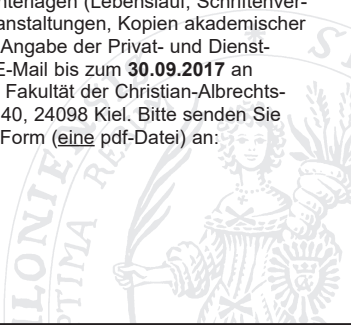 nterlagen (Lebenslauf, Schriftenver-
anstaltungen, Kopien akademischer
Angabe der Privat- und Dienst-
E-Mail bis zum 30.09.2017 an
Fakultät der Christian-Albrechts-
40, 24098 Kiel. Bitte senden Sie
Form (eine pdf-Datei) an: